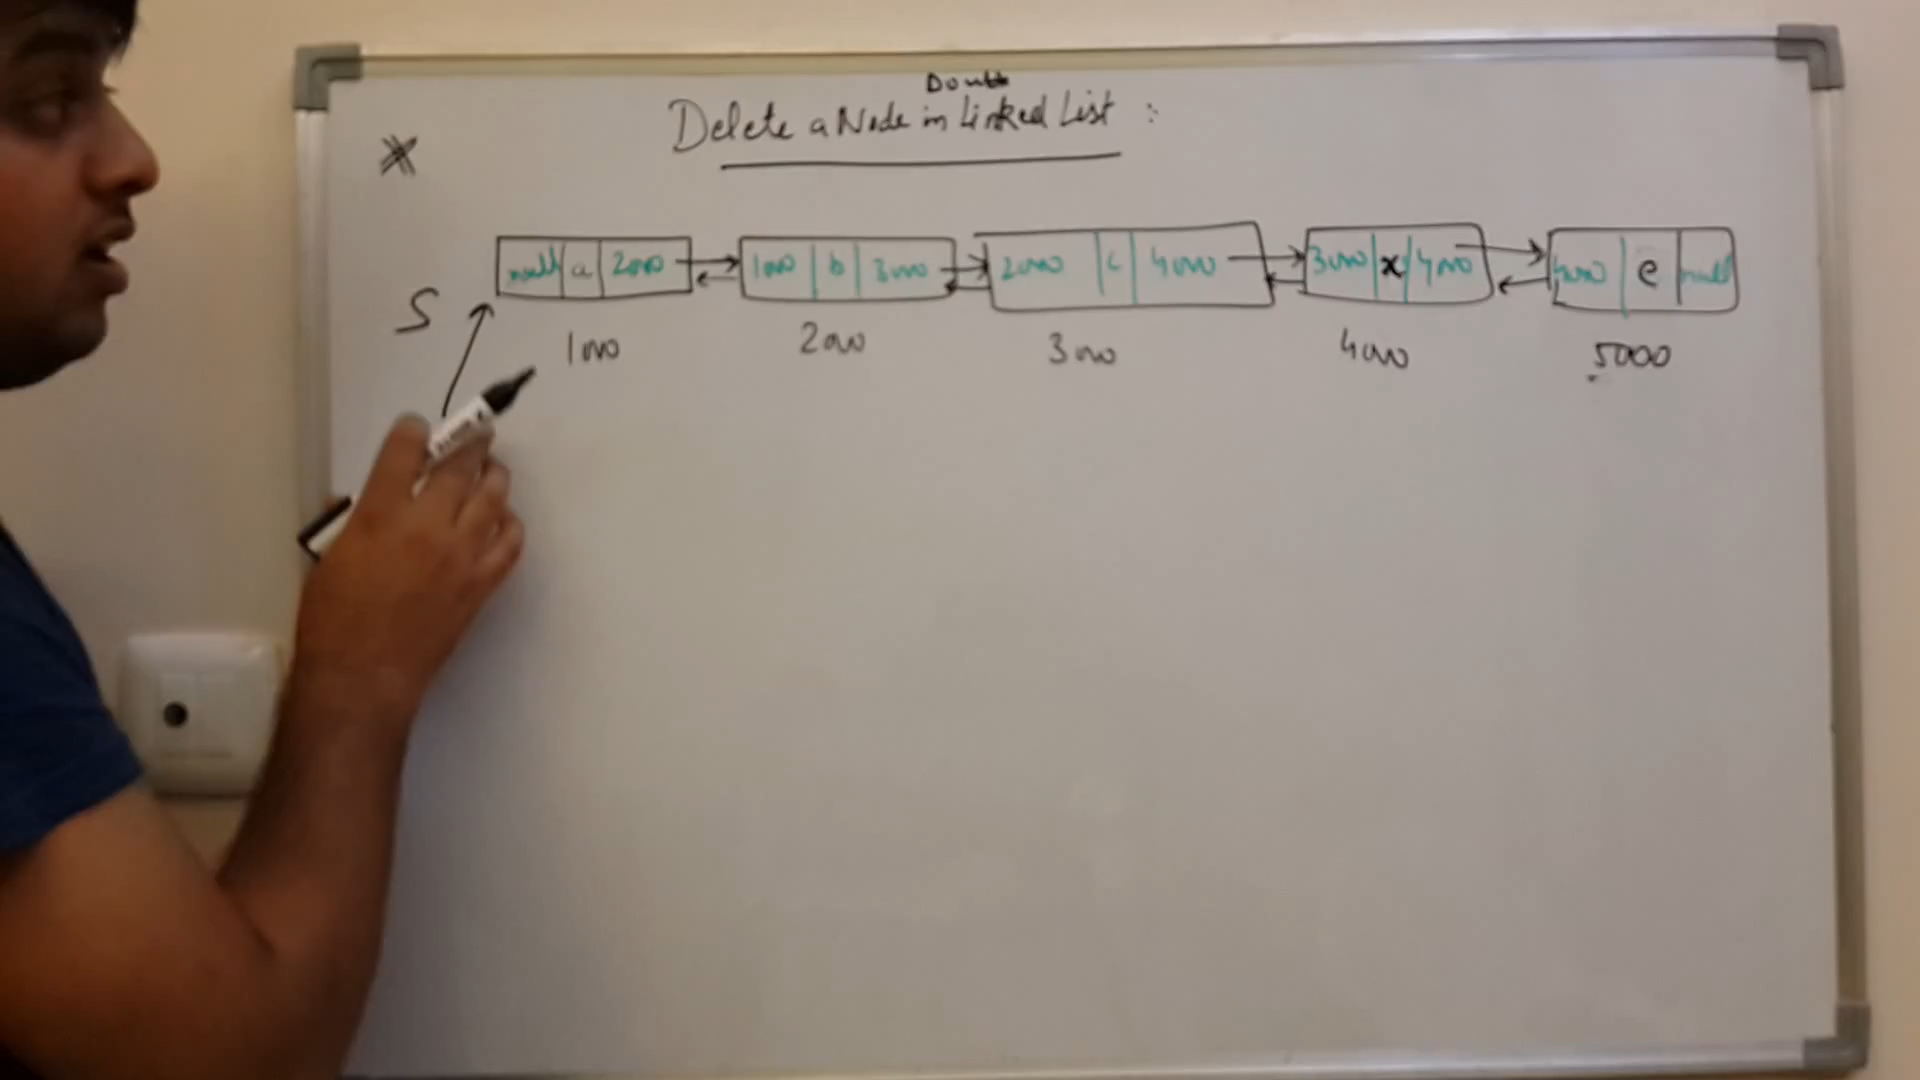 Double
Delete a Node in Linked List :
null a 2000 1000 b 3000 2000 c 4000 3000 x 4000 4000 e null
S
1000 2000 3000 4000 5000